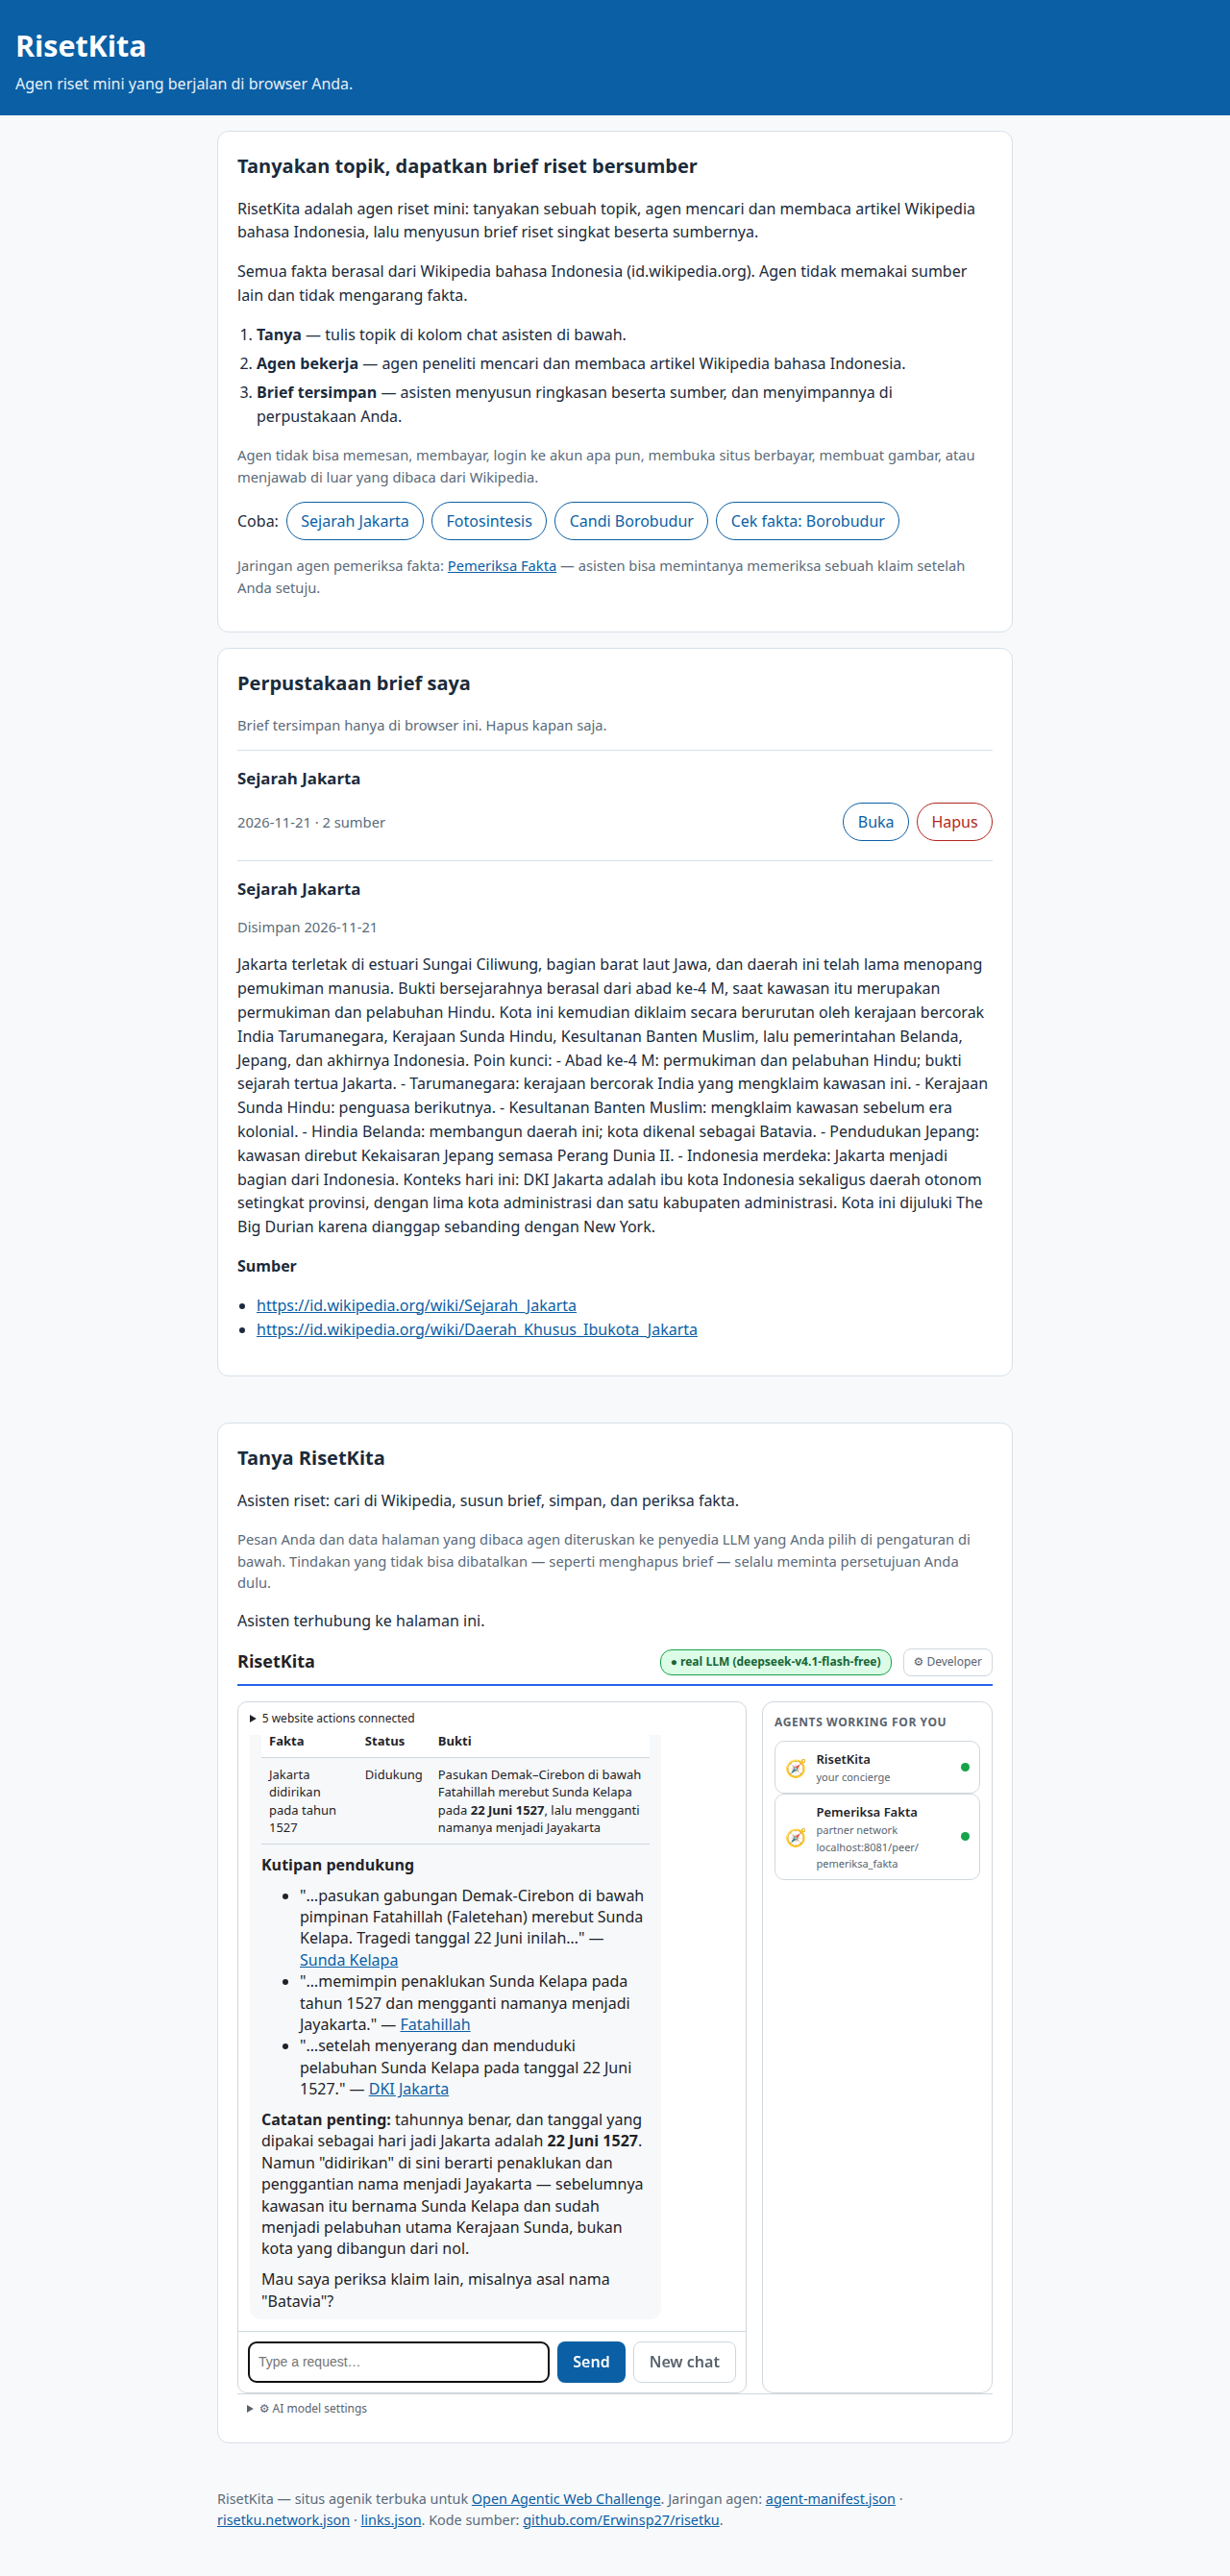 RisetKita
Agen riset mini yang berjalan di browser Anda.
Tanyakan topik, dapatkan brief riset bersumber
RisetKita adalah agen riset mini: tanyakan sebuah topik, agen mencari dan membaca artikel Wikipedia
bahasa Indonesia, lalu menyusun brief riset singkat beserta sumbernya.
Semua fakta berasal dari Wikipedia bahasa Indonesia (id.wikipedia.org). Agen tidak memakai sumber
lain dan tidak mengarang fakta.
1. Tanya — tulis topik di kolom chat asisten di bawah.
2. Agen bekerja — agen peneliti mencari dan membaca artikel Wikipedia bahasa Indonesia.
3. Brief tersimpan — asisten menyusun ringkasan beserta sumber, dan menyimpannya di
perpustakaan Anda.
Agen tidak bisa memesan, membayar, login ke akun apa pun, membuka situs berbayar, membuat gambar, atau
menjawab di luar yang dibaca dari Wikipedia.
Coba: Sejarah Jakarta Fotosintesis Candi Borobudur Cek fakta: Borobudur
Jaringan agen pemeriksa fakta: Pemeriksa Fakta — asisten bisa memintanya memeriksa sebuah klaim setelah
Anda setuju.
Perpustakaan brief saya
Brief tersimpan hanya di browser ini. Hapus kapan saja.
Sejarah Jakarta
2026-11-21 · 2 sumber Buka Hapus
Sejarah Jakarta
Disimpan 2026-11-21
Jakarta terletak di estuari Sungai Ciliwung, bagian barat laut Jawa, dan daerah ini telah lama menopang
pemukiman manusia. Bukti bersejarahnya berasal dari abad ke-4 M, saat kawasan itu merupakan
permukiman dan pelabuhan Hindu. Kota ini kemudian diklaim secara berurutan oleh kerajaan bercorak
India Tarumanegara, Kerajaan Sunda Hindu, Kesultanan Banten Muslim, lalu pemerintahan Belanda,
Jepang, dan akhirnya Indonesia. Poin kunci: - Abad ke-4 M: permukiman dan pelabuhan Hindu; bukti
sejarah tertua Jakarta. - Tarumanegara: kerajaan bercorak India yang mengklaim kawasan ini. - Kerajaan
Sunda Hindu: penguasa berikutnya. - Kesultanan Banten Muslim: mengklaim kawasan sebelum era
kolonial. - Hindia Belanda: membangun daerah ini; kota dikenal sebagai Batavia. - Pendudukan Jepang:
kawasan direbut Kekaisaran Jepang semasa Perang Dunia II. - Indonesia merdeka: Jakarta menjadi
bagian dari Indonesia. Konteks hari ini: DKI Jakarta adalah ibu kota Indonesia sekaligus daerah otonom
setingkat provinsi, dengan lima kota administrasi dan satu kabupaten administrasi. Kota ini dijuluki The
Big Durian karena dianggap sebanding dengan New York.
Sumber
• https://id.wikipedia.org/wiki/Sejarah_Jakarta
• https://id.wikipedia.org/wiki/Daerah_Khusus_Ibukota_Jakarta
Tanya RisetKita
Asisten riset: cari di Wikipedia, susun brief, simpan, dan periksa fakta.
Pesan Anda dan data halaman yang dibaca agen diteruskan ke penyedia LLM yang Anda pilih di pengaturan di
bawah. Tindakan yang tidak bisa dibatalkan — seperti menghapus brief — selalu meminta persetujuan Anda
dulu.
Asisten terhubung ke halaman ini.
RisetKita ● real LLM (deepseek-v4.1-flash-free) ⚙ Developer
▶ 5 website actions connected
Fakta Status Bukti
Jakarta didirikan pada tahun 1527 Didukung Pasukan Demak–Cirebon di bawah
Fatahillah merebut Sunda Kelapa
pada 22 Juni 1527, lalu mengganti
namanya menjadi Jayakarta
Kutipan pendukung
• "...pasukan gabungan Demak-Cirebon di bawah
pimpinan Fatahillah (Faletehan) merebut Sunda
Kelapa. Tragedi tanggal 22 Juni inilah..." —
Sunda Kelapa
• "...memimpin penaklukan Sunda Kelapa pada
tahun 1527 dan mengganti namanya menjadi
Jayakarta." — Fatahillah
• "...setelah menyerang dan menduduki
pelabuhan Sunda Kelapa pada tanggal 22 Juni
1527." — DKI Jakarta
Catatan penting: tahunnya benar, dan tanggal yang
dipakai sebagai hari jadi Jakarta adalah 22 Juni 1527.
Namun "didirikan" di sini berarti penaklukan dan
penggantian nama menjadi Jayakarta — sebelumnya
kawasan itu bernama Sunda Kelapa dan sudah
menjadi pelabuhan utama Kerajaan Sunda, bukan
kota yang dibangun dari nol.
Mau saya periksa klaim lain, misalnya asal nama
"Batavia"?
Type a request… Send New chat
AGENTS WORKING FOR YOU
RisetKita
your concierge
Pemeriksa Fakta
partner network
localhost:8081/peer/
pemeriksa_fakta
▶ ⚙ AI model settings
RisetKita — situs agenik terbuka untuk Open Agentic Web Challenge. Jaringan agen: agent-manifest.json ·
risetku.network.json · links.json. Kode sumber: github.com/Erwinsp27/risetku.